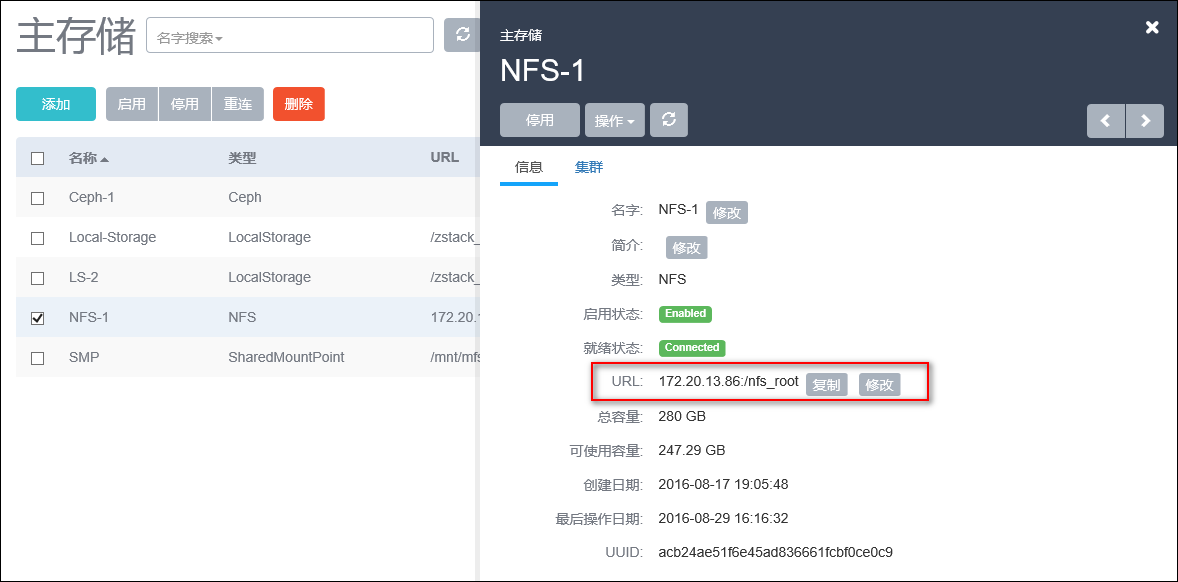 主存储
名字搜索
添加 启用 停用 重连 删除
名称 类型 URL
Ceph-1 Ceph
Local-Storage LocalStorage /zstack_
LS-2 LocalStorage /zstack_
NFS-1 NFS 172.20.1
SMP SharedMountPoint /mnt/mfs
主存储
NFS-1
停用 操作
信息 集群
名字: NFS-1 修改
简介: 修改
类型: NFS
启用状态: Enabled
就绪状态: Connected
URL: 172.20.13.86:/nfs_root 复制 修改
总容量: 280 GB
可使用容量: 247.29 GB
创建日期: 2016-08-17 19:05:48
最后操作日期: 2016-08-29 16:16:32
UUID: acb24ae51f6e45ad836661fcbf0ce0c9